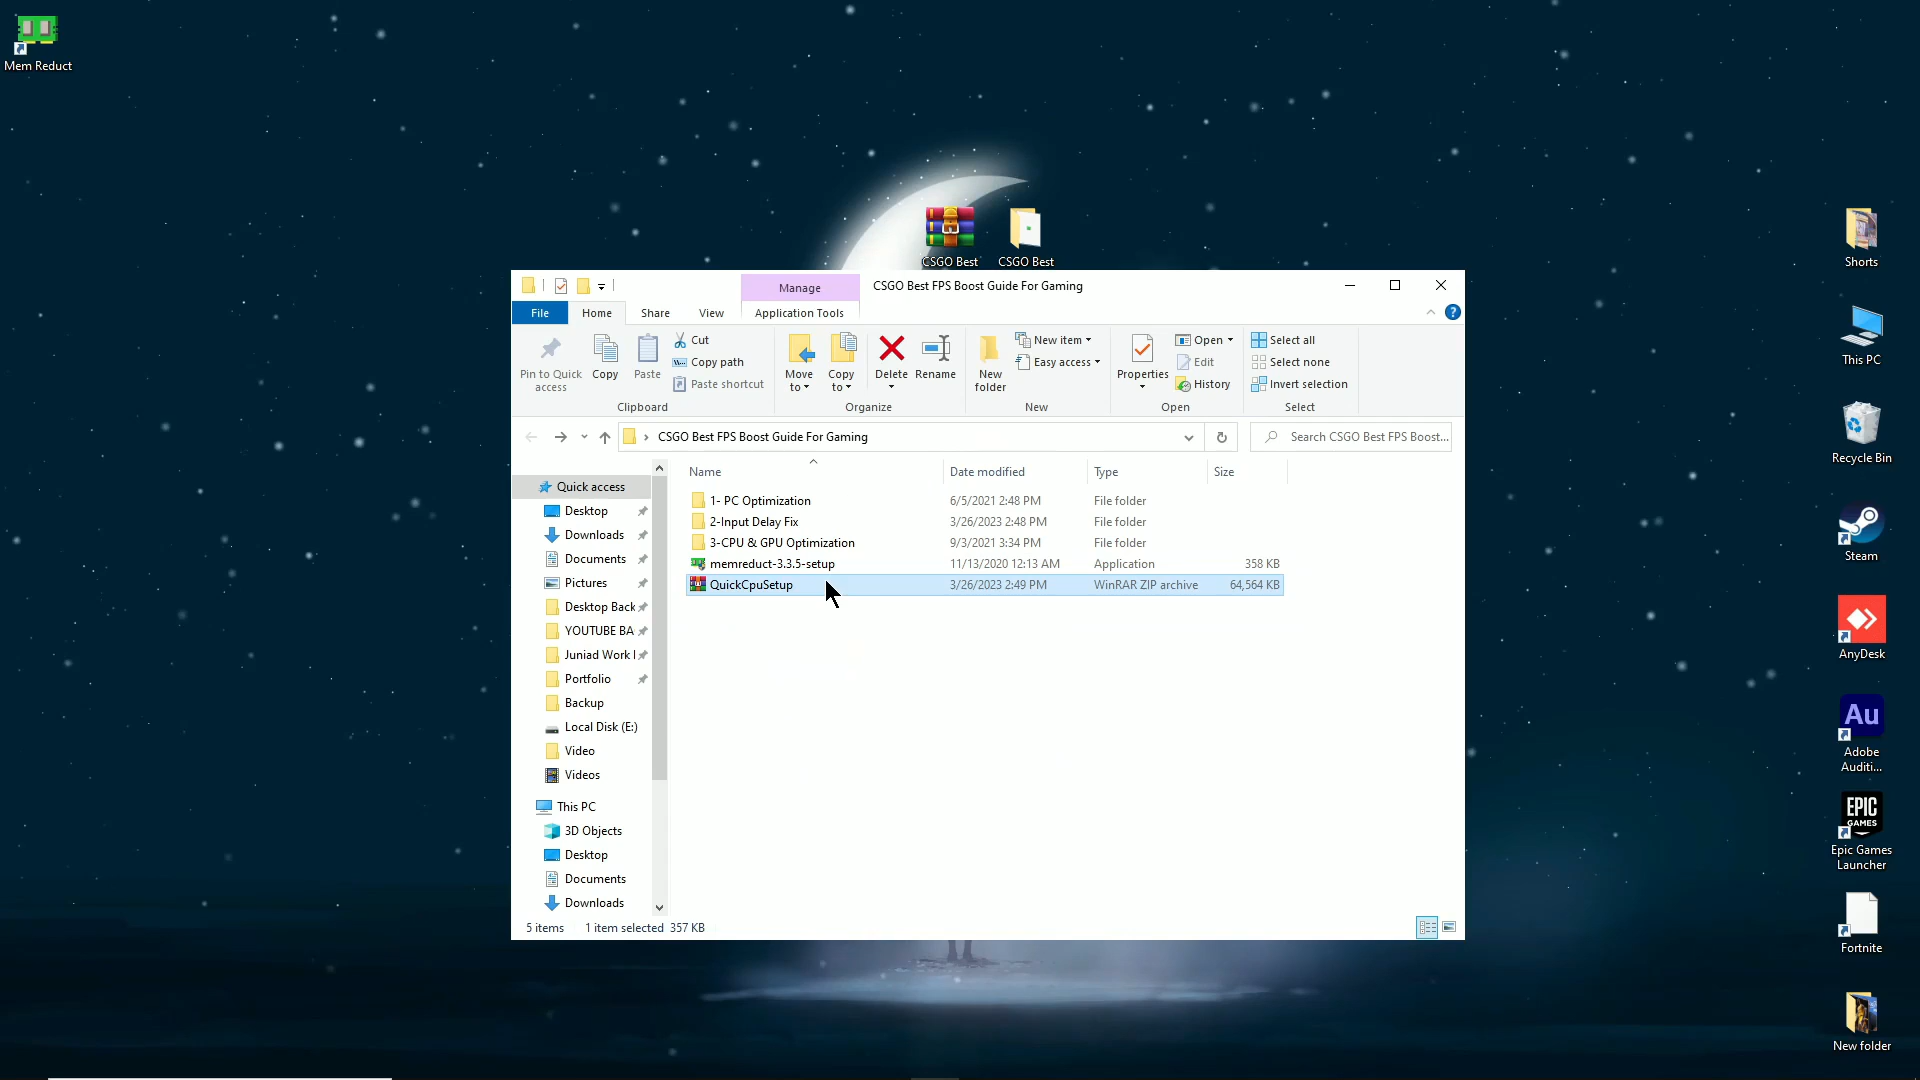 Mem Reduct
CSGO Best
CSGO Best
Manage
CSGO Best FPS Boost Guide For Gaming
File
Home
Share
View
Application Tools
?
Pin to Quick
access
Copy
Paste
Cut
Copy path
Paste shortcut
Clipboard
Move
to
Copy
to
Delete
Rename
Organize
New
folder
New item
Easy access
New
Properties
Open
Edit
History
Open
Select all
Select none
Invert selection
Select
CSGO Best FPS Boost Guide For Gaming
Search CSGO Best FPS Boost...
Quick access
Desktop
Downloads
Documents
Pictures
Desktop Back
YOUTUBE BA
Juniad Work I
Portfolio
Backup
Local Disk (E:)
Video
Videos
This PC
3D Objects
Desktop
Documents
Downloads
Name Date modified Type Size
1- PC Optimization 6/5/2021 2:48 PM File folder
2-Input Delay Fix 3/26/2023 2:48 PM File folder
3-CPU & GPU Optimization 9/3/2021 3:34 PM File folder
memreduct-3.3.5-setup 11/13/2020 12:13 AM Application 358 KB
QuickCpuSetup 3/26/2023 2:49 PM WinRAR ZIP archive 64,564 KB
5 items 1 item selected 357 KB
Shorts
This PC
Recycle Bin
Steam
AnyDesk
Au
Adobe
Auditi...
EPIC
GAMES
Epic Games
Launcher
Fortnite
New folder